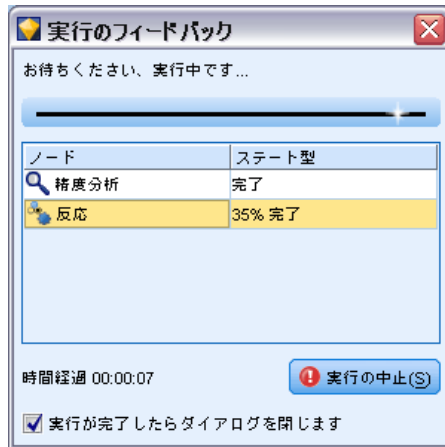 実行のフィードバック
お待ちください、実行中です...
ノード ステート型
精度分析 完了
反応 35% 完了
時間経過 00:00:07 実行の中止(S)
実行が完了したらダイアログを閉じます